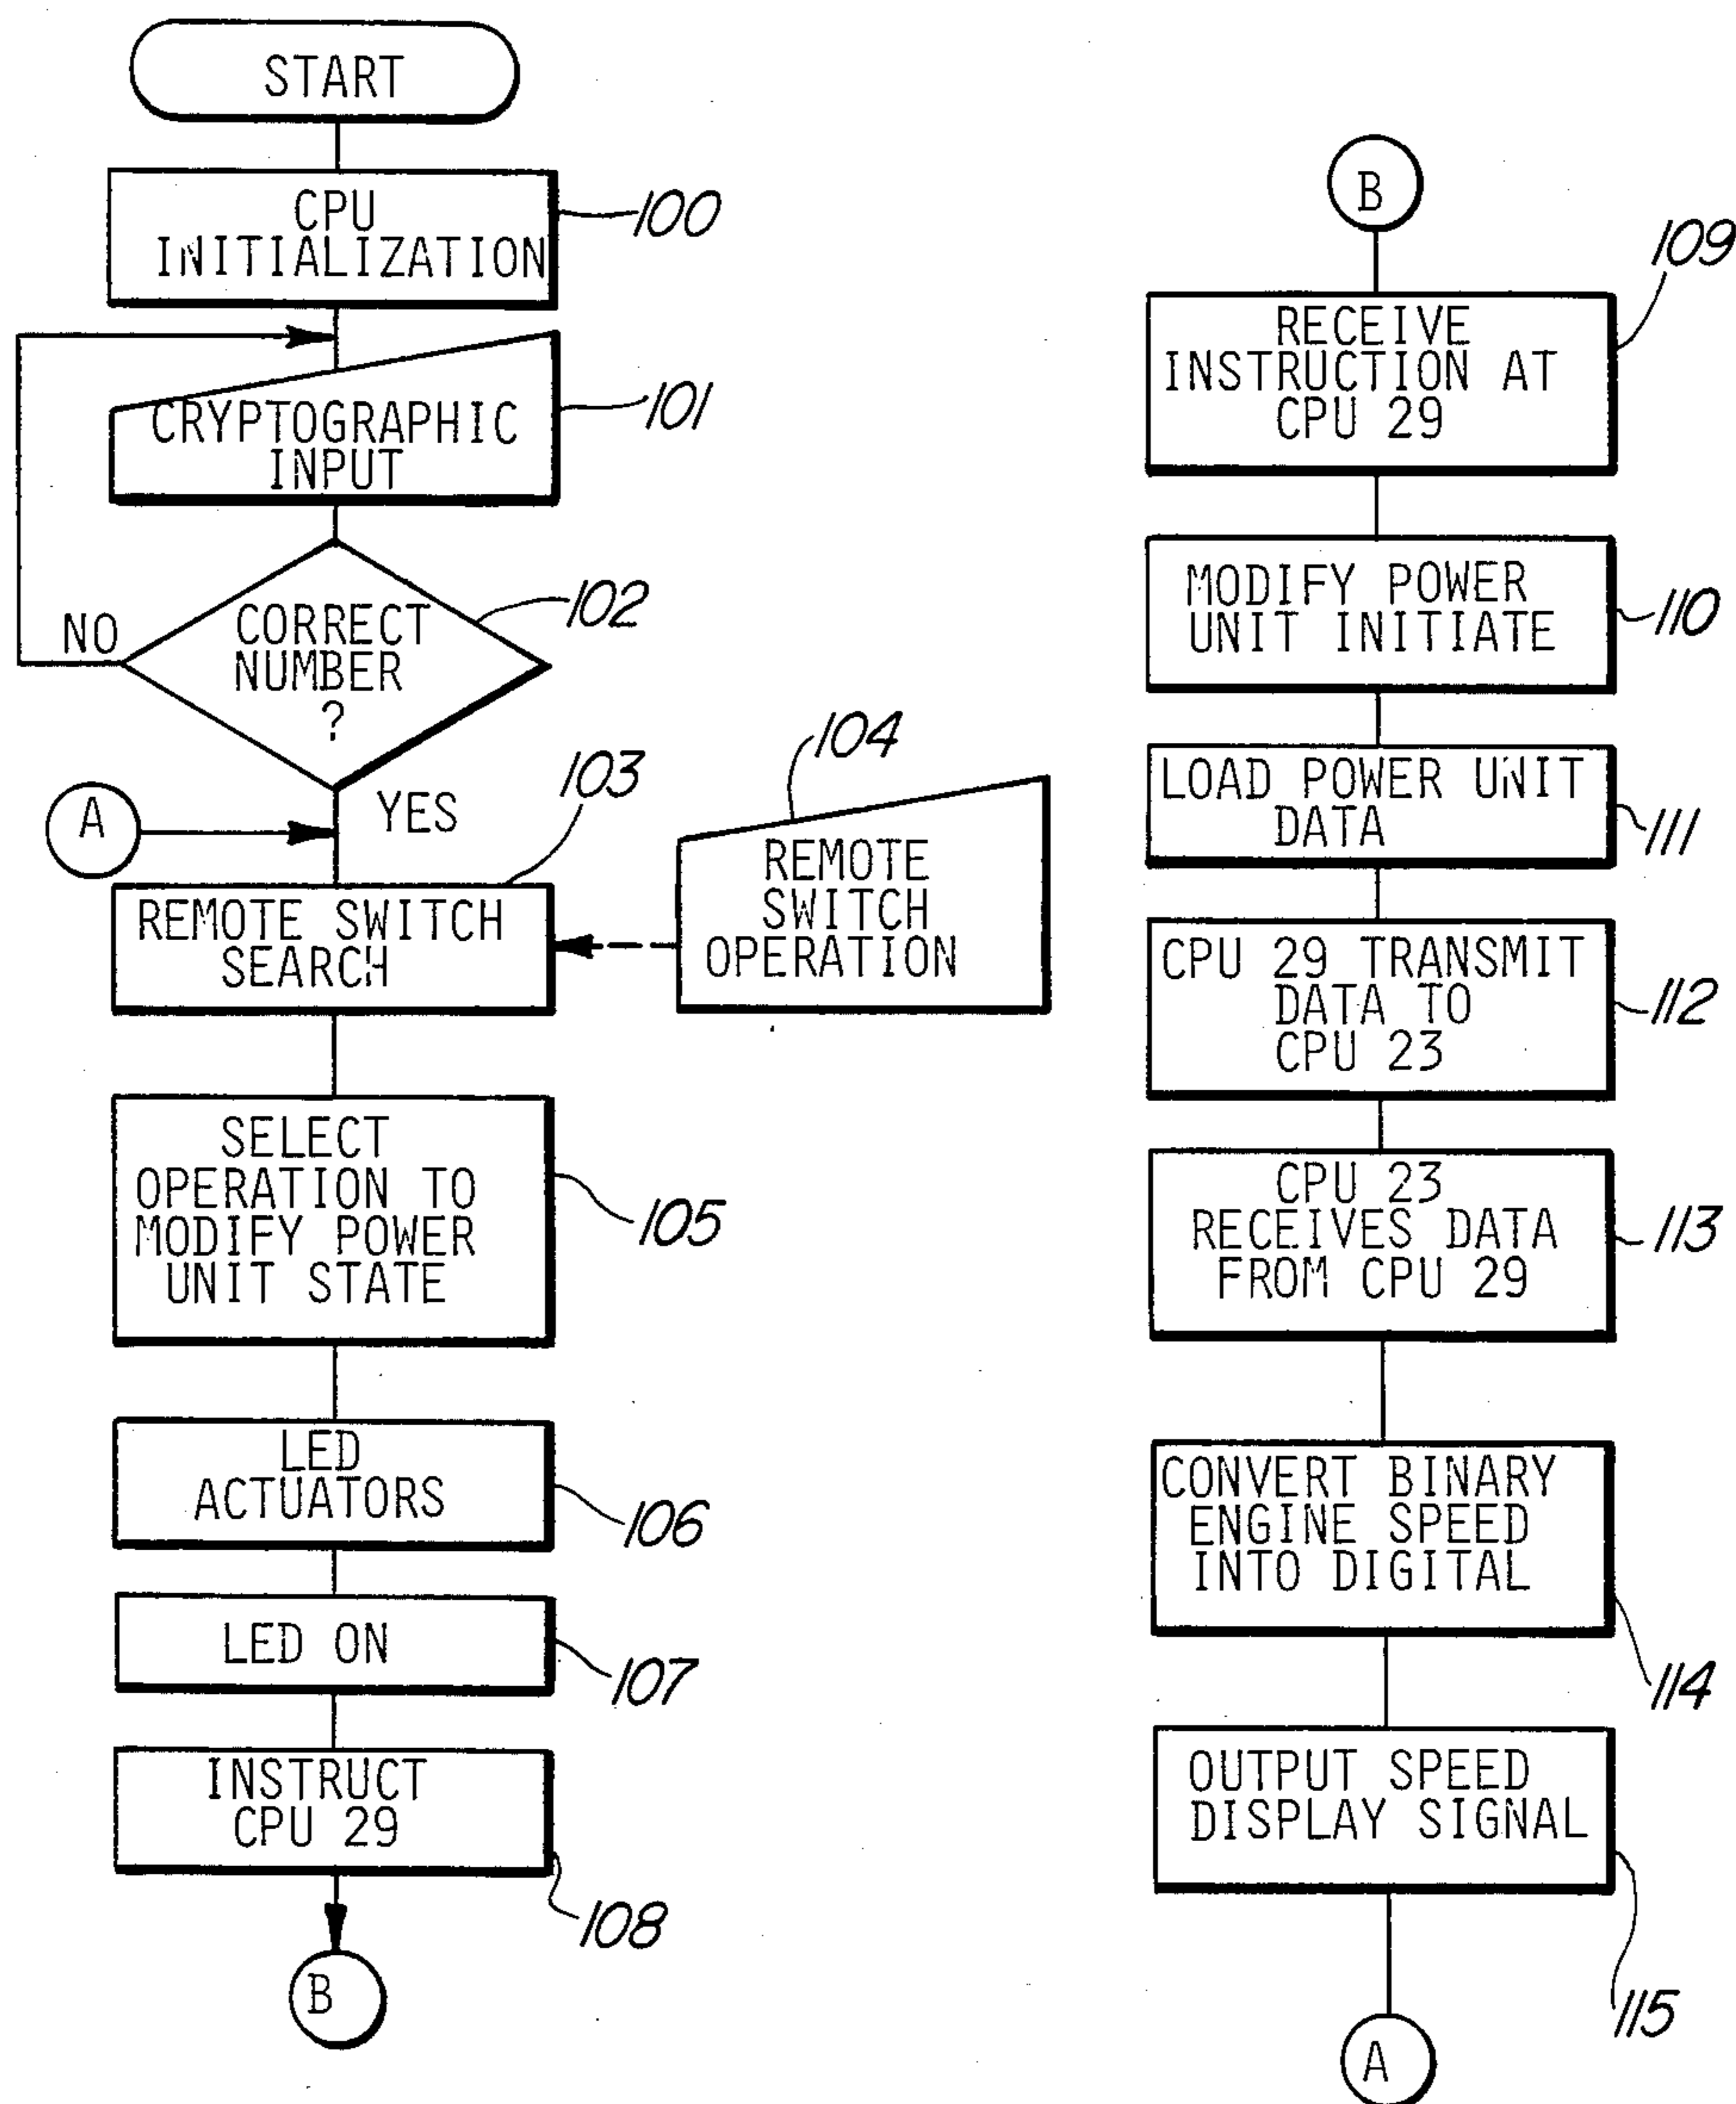 START
CPU
INITIALIZATION
100
CRYPTOGRAPHIC
INPUT
101
CORRECT
NUMBER
?
102
NO
YES
A
103
REMOTE SWITCH
SEARCH
104
REMOTE
SWITCH
OPERATION
SELECT
OPERATION TO
MODIFY POWER
UNIT STATE
105
LED
ACTUATORS
106
LED ON
107
INSTRUCT
CPU 29
108
B
B
109
RECEIVE
INSTRUCTION AT
CPU 29
MODIFY POWER
UNIT INITIATE
110
LOAD POWER UNIT
DATA
111
CPU 29 TRANSMIT
DATA TO
CPU 23
112
CPU 23
RECEIVES DATA
FROM CPU 29
113
CONVERT BINARY
ENGINE SPEED
INTO DIGITAL
114
OUTPUT SPEED
DISPLAY SIGNAL
115
A